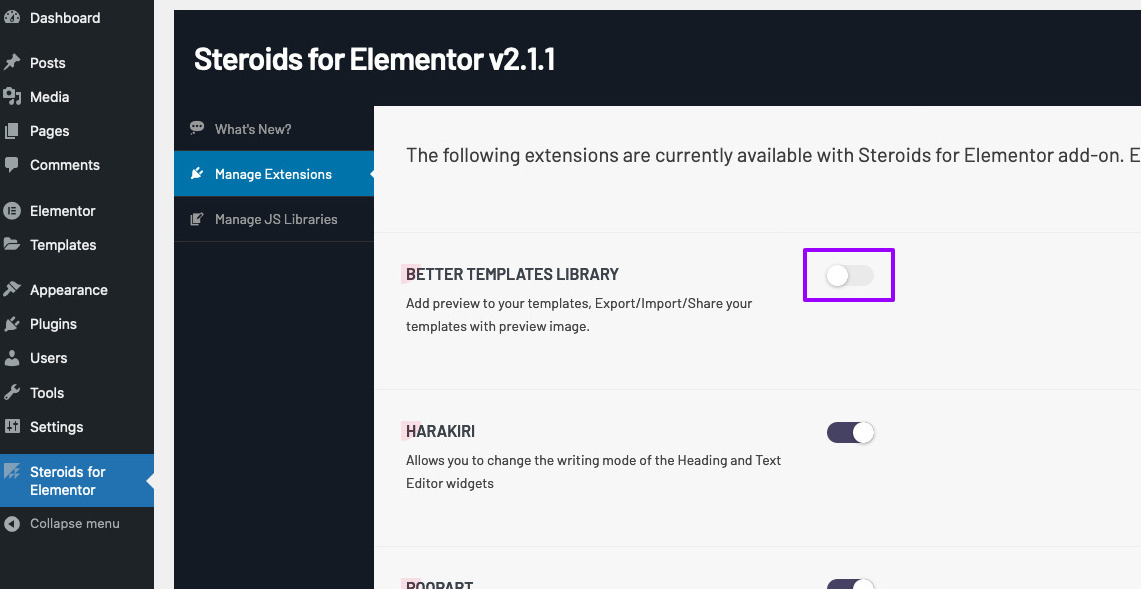 Dashboard
Posts
Media
Pages
Comments
Elementor
Templates
Appearance
Plugins
Users
Tools
Settings
Steroids for
Elementor
Collapse menu
Steroids for Elementor v2.1.1
What's New?
Manage Extensions
Manage JS Libraries
The following extensions are currently available with Steroids for Elementor add-on. E
BETTER TEMPLATES LIBRARY
Add preview to your templates, Export/Import/Share your
templates with preview image.
HARAKIRI
Allows you to change the writing mode of the Heading and Text
Editor widgets